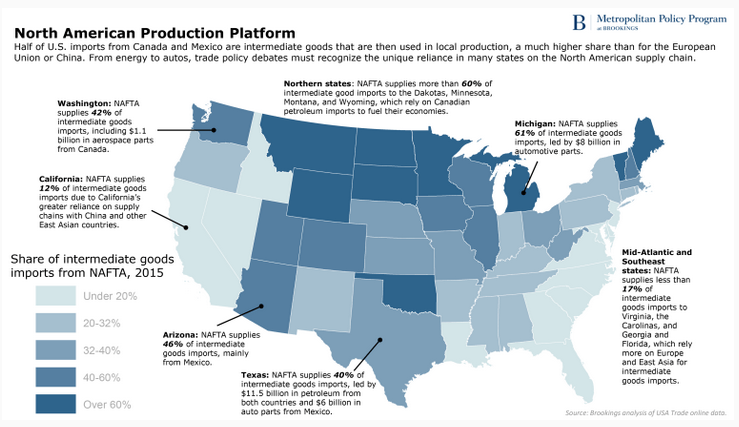 B Metropolitan Policy Program
at BROOKINGS
North American Production Platform
Half of U.S. imports from Canada and Mexico are intermediate goods that are then used in local production, a much higher share than for the European
Union or China. From energy to autos, trade policy debates must recognize the unique reliance in many states on the North American supply chain.
Northern states: NAFTA supplies more than 60% of
intermediate good imports to the Dakotas, Minnesota,
Montana, and Wyoming, which rely on Canadian
petroleum imports to fuel their economies.
Washington: NAFTA
supplies 42% of
intermediate goods
imports, including $1.1
billion in aerospace parts
from Canada.
Michigan: NAFTA supplies
61% of intermediate goods
imports, led by $8 billion in
automotive parts.
California: NAFTA supplies
12% of intermediate goods
imports due to California's
greater reliance on supply
chains with China and other
East Asian countries.
Share of intermediate goods
imports from NAFTA, 2015
Under 20%
20-32%
32-40%
40-60%
Over 60%
Mid-Atlantic and
Southeast
states: NAFTA
supplies less than
17% of
intermediate
goods imports to
Virginia, the
Carolinas, and
Georgia and
Florida, which rely
more on Europe
and East Asia for
intermediate
goods imports.
Arizona: NAFTA supplies
46% of intermediate
goods imports, mainly
from Mexico.
Texas: NAFTA supplies 40% of
intermediate goods imports, led by
$11.5 billion in petroleum from
both countries and $6 billion in
auto parts from Mexico.
Source: Brookings analysis of USA Trade online data.